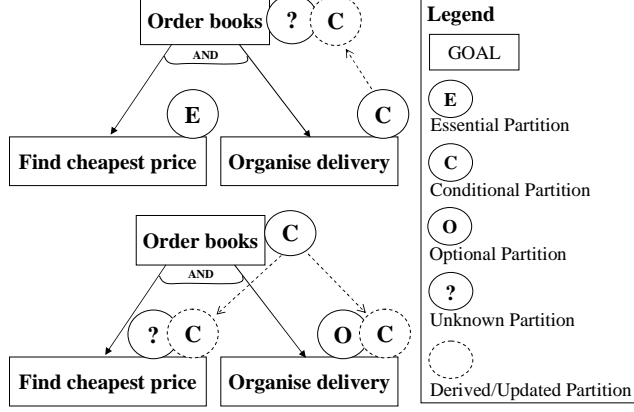 Order books
?
C
AND
E
C
Find cheapest price
Organise delivery
Order books
C
AND
?
C
O
C
Find cheapest price
Organise delivery
Legend
GOAL
E
Essential Partition
C
Conditional Partition
O
Optional Partition
?
Unknown Partition
Derived/Updated Partition